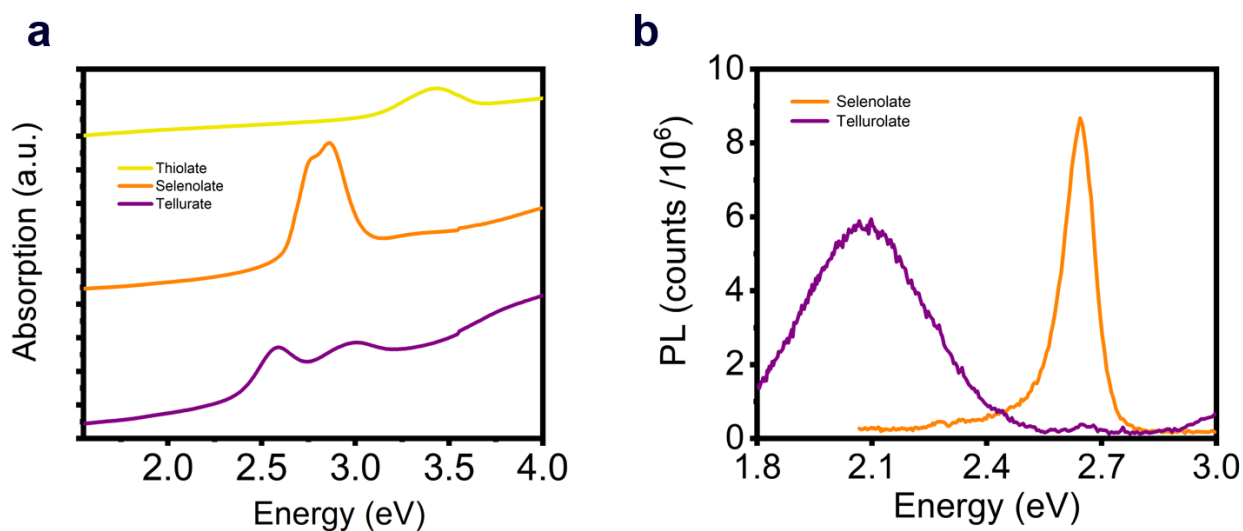 a
Absorption (a.u.)
Thiolate
Selenolate
Tellurate
2.0 2.5 3.0 3.5 4.0
Energy (eV)
b
PL (counts /10⁶)
10
8
6
4
2
0
Selenolate
Tellurolate
1.8 2.1 2.4 2.7 3.0
Energy (eV)